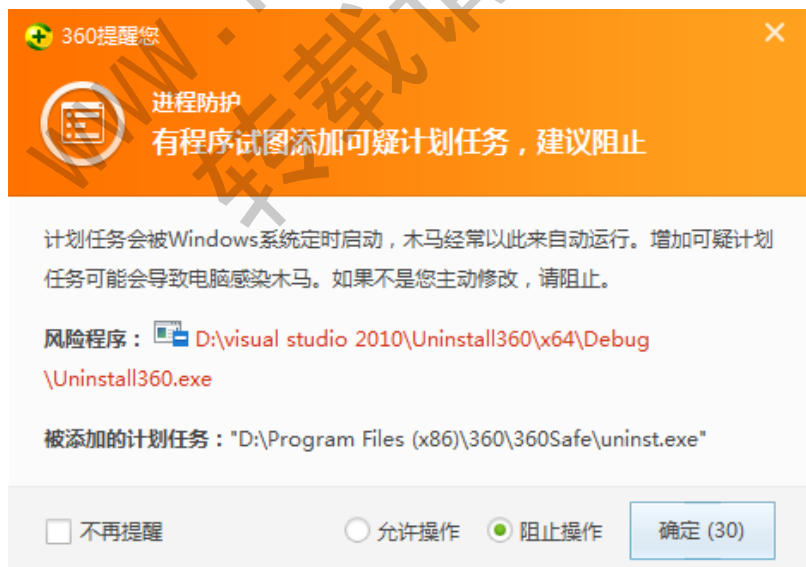 360提醒您
进程防护
有程序试图添加可疑计划任务，建议阻止
计划任务会被Windows系统定时启动，木马经常以此来自动运行。增加可疑计划
任务可能会导致电脑感染木马。如果不是您主动修改，请阻止。
风险程序： D:\visual studio 2010\Uninstall360\x64\Debug
\Uninstall360.exe
被添加的计划任务："D:\Program Files (x86)\360\360Safe\uninst.exe"
不再提醒 允许操作 阻止操作 确定 (30)
www.
转载